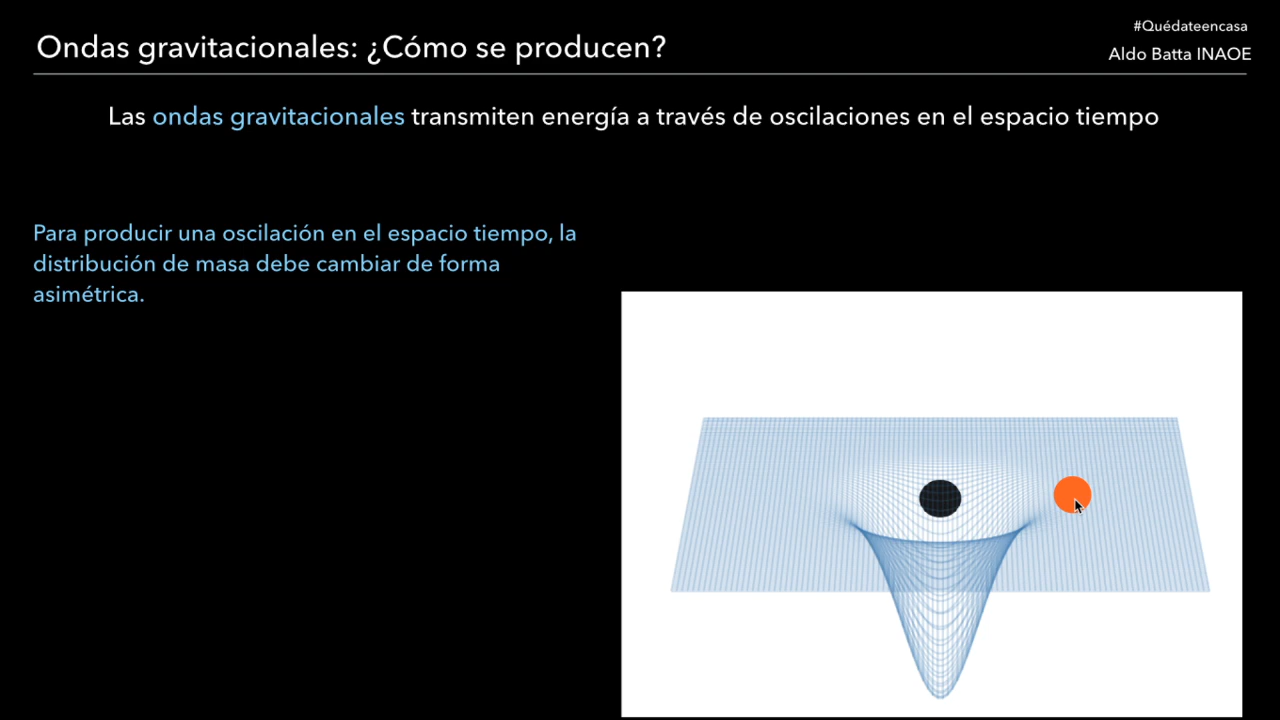 Ondas gravitacionales: ¿Cómo se producen?
#Quédateencasa
Aldo Batta INAOE
Las ondas gravitacionales transmiten energía a través de oscilaciones en el espacio tiempo
Para producir una oscilación en el espacio tiempo, la
distribución de masa debe cambiar de forma
asimétrica.